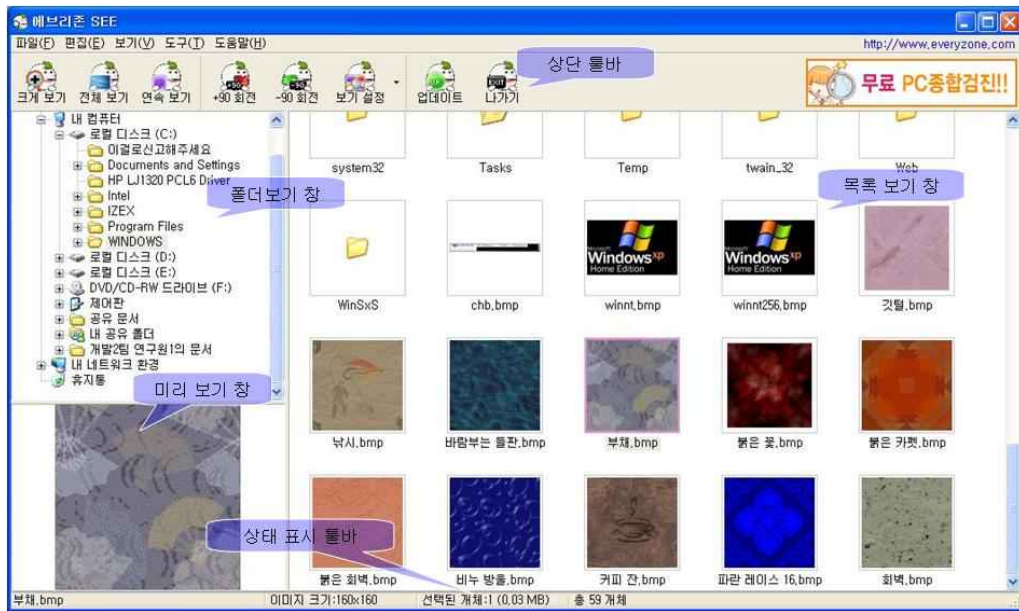 에브리존 SEE
파일(F) 편집(E) 보기(V) 도구(T) 도움말(H)
http://www.everyzone.com
크게 보기
전체 보기
연속 보기
+90 회전
-90 회전
보기 설정
업데이트
나가기
상단 툴바
무료 PC종합검진!!
내 컴퓨터
로컬 디스크 (C:)
이걸로신고해주세요
Documents and Settings
HP LJ1320 PCL6 Driver
Intel
IZEX
Program Files
WINDOWS
로컬 디스크 (D:)
로컬 디스크 (E:)
DVD/CD-RW 드라이브 (F:)
제어판
공유 문서
내 공유 폴더
개발2팀 연구원1의 문서
내 네트워크 환경
휴지통
폴더보기 창
미리 보기 창
system32
Tasks
Temp
twain_32
Web
목록 보기 창
Microsoft
Windows xp
Home Edition
Microsoft
Windows xp
Home Edition
WinSxS
chb.bmp
winnt.bmp
winnt256.bmp
깃털.bmp
낚시.bmp
바람부는 들판.bmp
부채.bmp
붉은 꽃.bmp
붉은 카펫.bmp
상태 표시 툴바
붉은 회벽.bmp
비누 방울.bmp
커피 잔.bmp
파란 레이스 16.bmp
회벽.bmp
부채.bmp
이미지 크기:160x160
선택된 개체:1 (0.03 MB)
총 59 개체